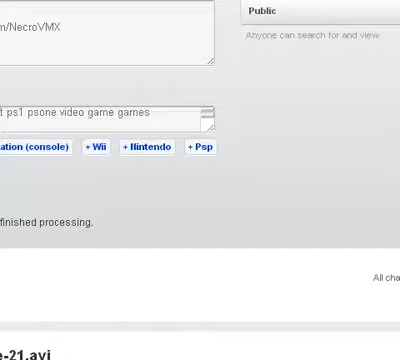 Public
m/NecroVMX
Anyone can search for and view
t ps1 psone video game games
ation (console) + Wii + Nintendo + Psp
finished processing.
All cha
e-21.avi